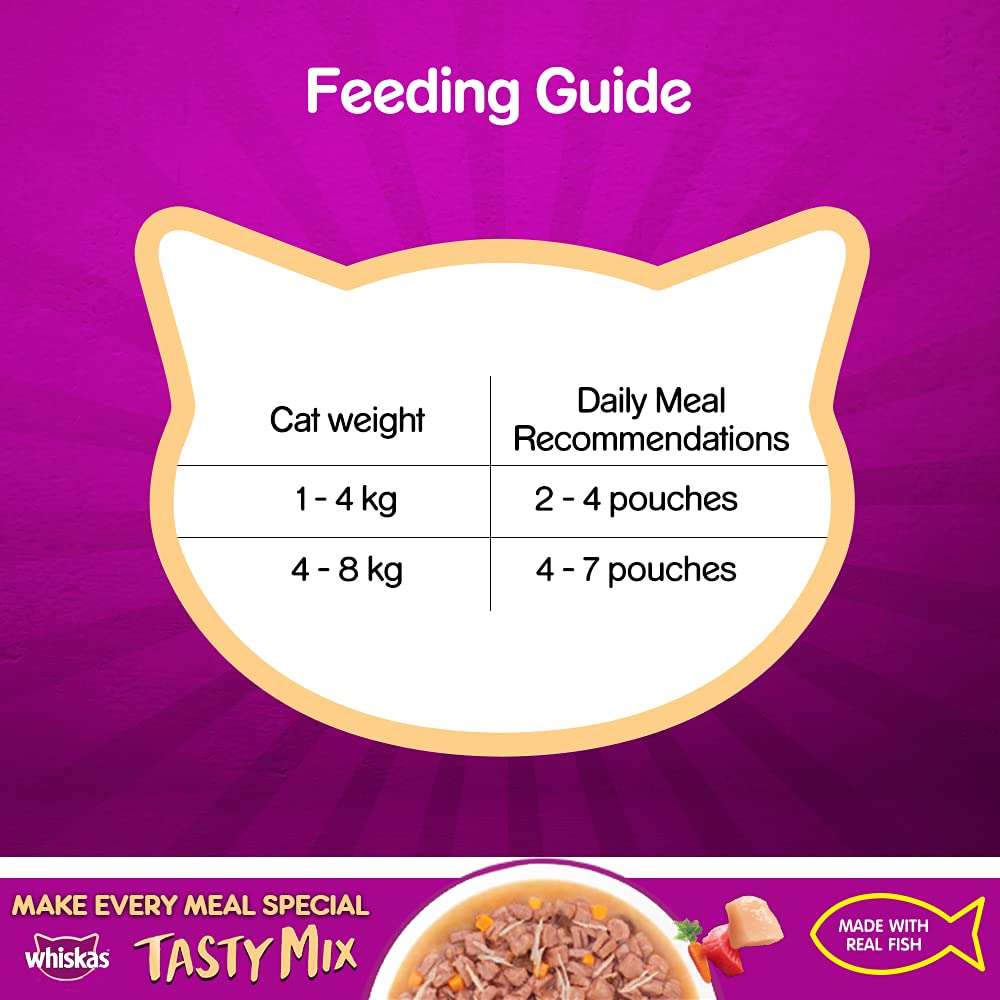 Feeding Guide
Cat weight
Daily Meal
Recommendations
1 - 4 kg
2 - 4 pouches
4 - 8 kg
4 - 7 pouches
MAKE EVERY MEAL SPECIAL
whiskas
TASTY MIX
MADE WITH
REAL FISH